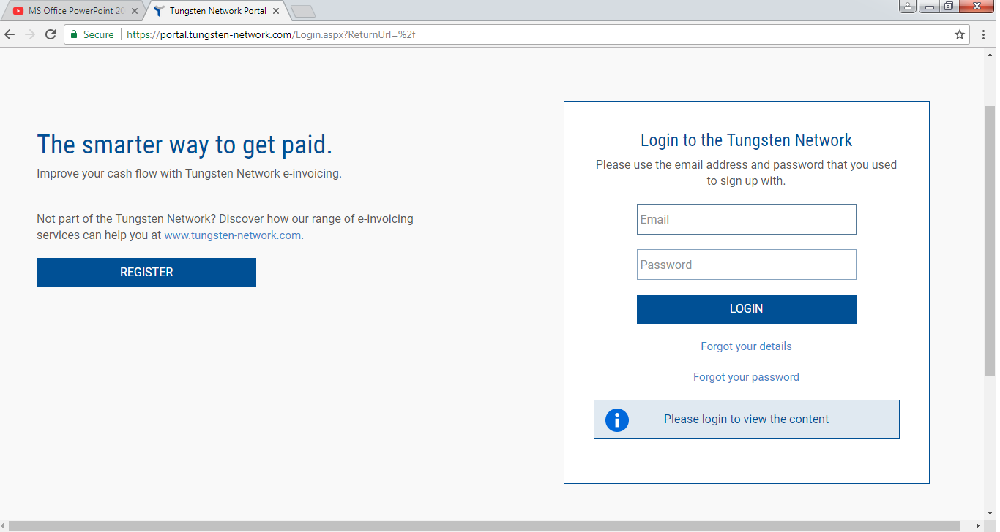 MS Office PowerPoint 20
Tungsten Network Portal
Secure
https://portal.tungsten-network.com/Login.aspx?ReturnUrl=%2f
The smarter way to get paid.
Improve your cash flow with Tungsten Network e-invoicing.
Not part of the Tungsten Network? Discover how our range of e-invoicing
services can help you at www.tungsten-network.com.
REGISTER
Login to the Tungsten Network
Please use the email address and password that you used
to sign up with.
Email
Password
LOGIN
Forgot your details
Forgot your password
Please login to view the content